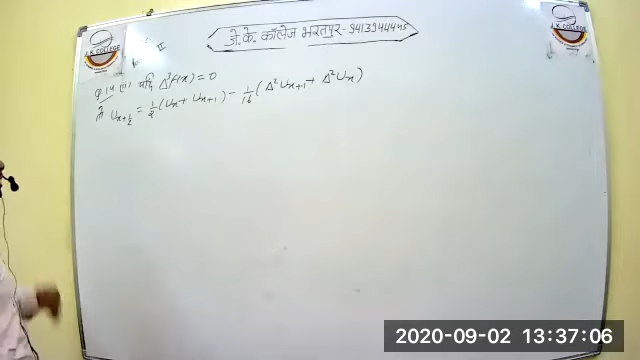 J.K COLLEGE
जे.के. कॉलेज भरतपुर-9413944445
J.K COLLEGE
II
यदि Δ³f(x)=0
तो U_{x+1/2} = 1/2 (U_x + U_{x+1}) - 1/16 (Δ²U_{x+1} + Δ²U_x)
2020-09-02 13:37:06